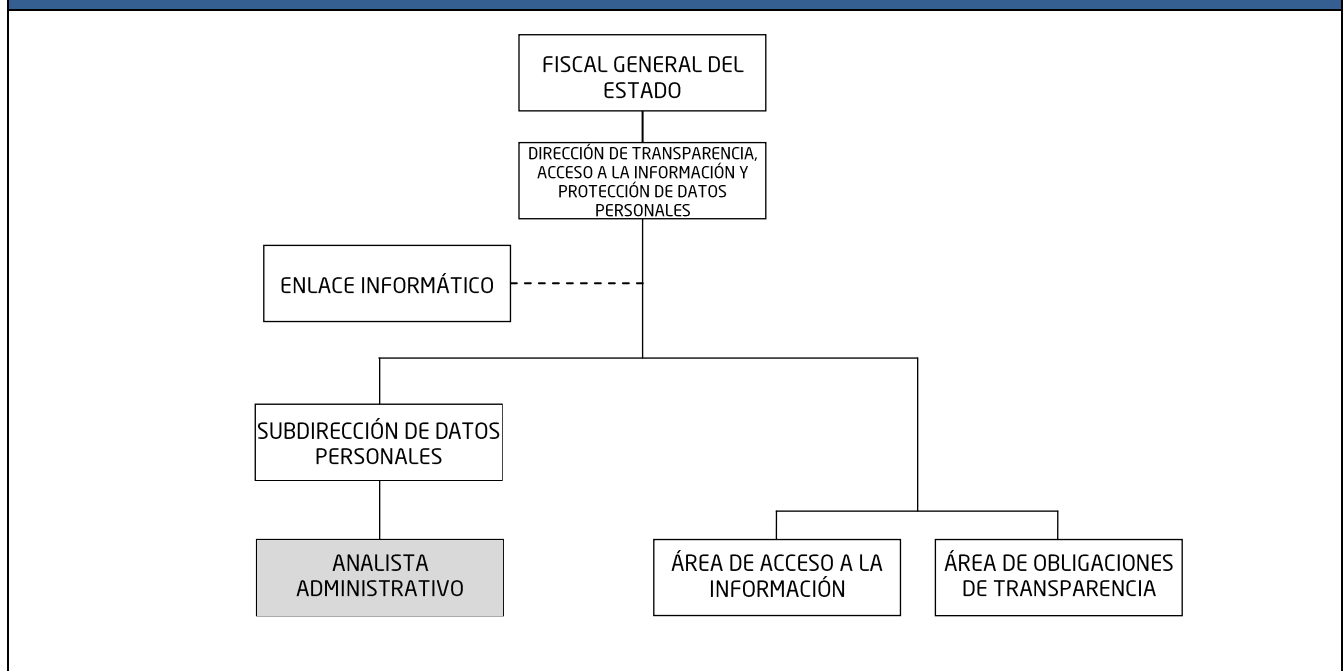 FISCAL GENERAL DEL
ESTADO
DIRECCIÓN DE TRANSPARENCIA,
ACCESO A LA INFORMACIÓN Y
PROTECCIÓN DE DATOS
PERSONALES
ENLACE INFORMÁTICO
SUBDIRECCIÓN DE DATOS
PERSONALES
ANALISTA
ADMINISTRATIVO
ÁREA DE ACCESO A LA
INFORMACIÓN
ÁREA DE OBLIGACIONES
DE TRANSPARENCIA